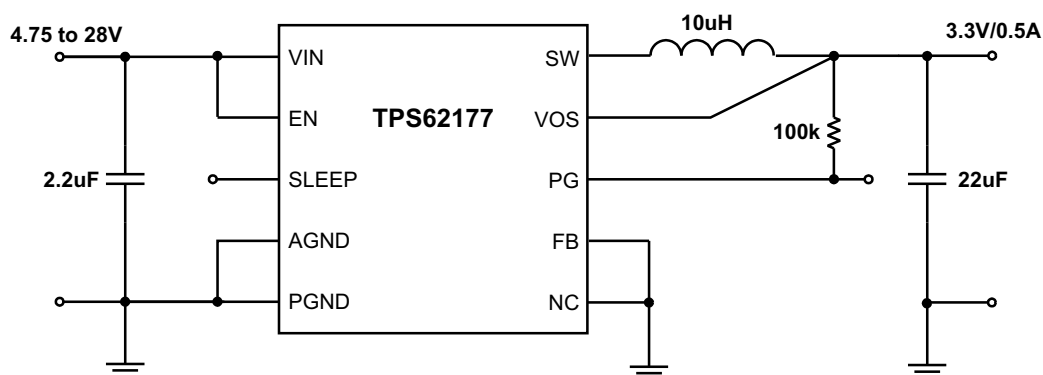 4.75 to 28V
10uH
3.3V/0.5A
VIN
SW
EN
TPS62177
VOS
100k
2.2uF
SLEEP
PG
22uF
AGND
FB
PGND
NC